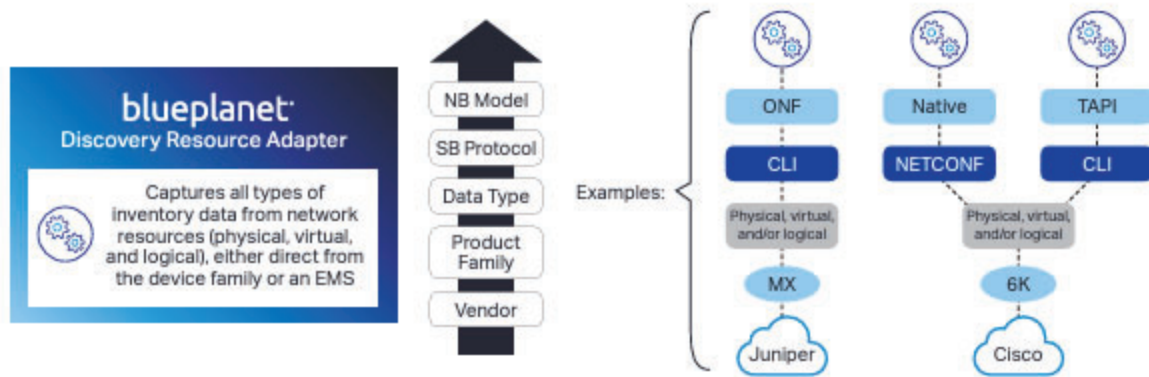 blueplanet
Discovery Resource Adapter
Captures all types of
inventory data from network
resources (physical, virtual,
and logical), either direct from
the device family or an EMS
NB Model
SB Protocol
Data Type
Product
Family
Vendor
Examples:
ONF
CLI
Physical, virtual,
and/or logical
MX
Juniper
Native
TAPI
NETCONF
CLI
Physical, virtual,
and/or logical
6K
Cisco